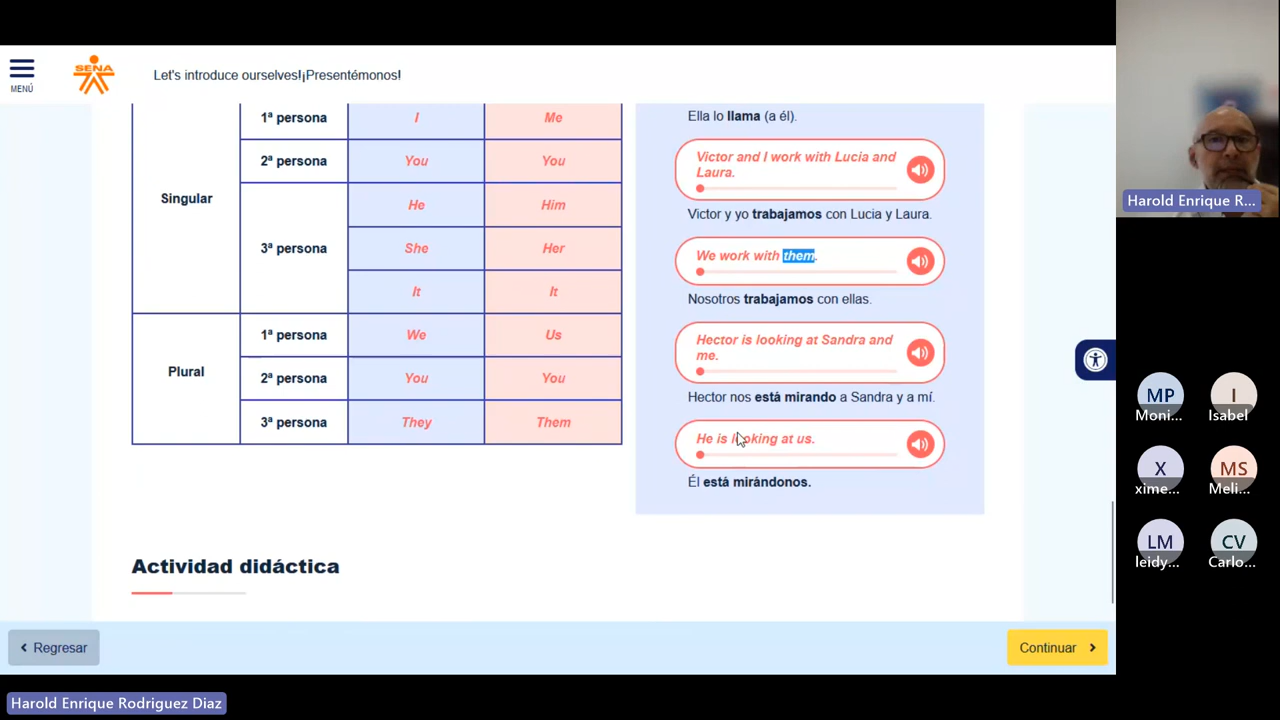 MENÚ
SENA
Let's introduce ourselves!¡Presentémonos!
Singular
1ª persona
I
Me
2ª persona
You
You
3ª persona
He
Him
She
Her
It
It
Plural
1ª persona
We
Us
2ª persona
You
You
3ª persona
They
Them
Ella lo llama (a él).
Victor and I work with Lucia and
Laura.
Victor y yo trabajamos con Lucia y Laura.
We work with them.
Nosotros trabajamos con ellas.
Hector is looking at Sandra and
me.
Hector nos está mirando a Sandra y a mí.
He is looking at us.
Él está mirándonos.
Actividad didáctica
Regresar
Continuar
Harold Enrique Rodriguez Diaz
Harold Enrique R...
MP
Moni...
I
Isabel
X
xime...
MS
Meli...
LM
leidy...
CV
Carlo...